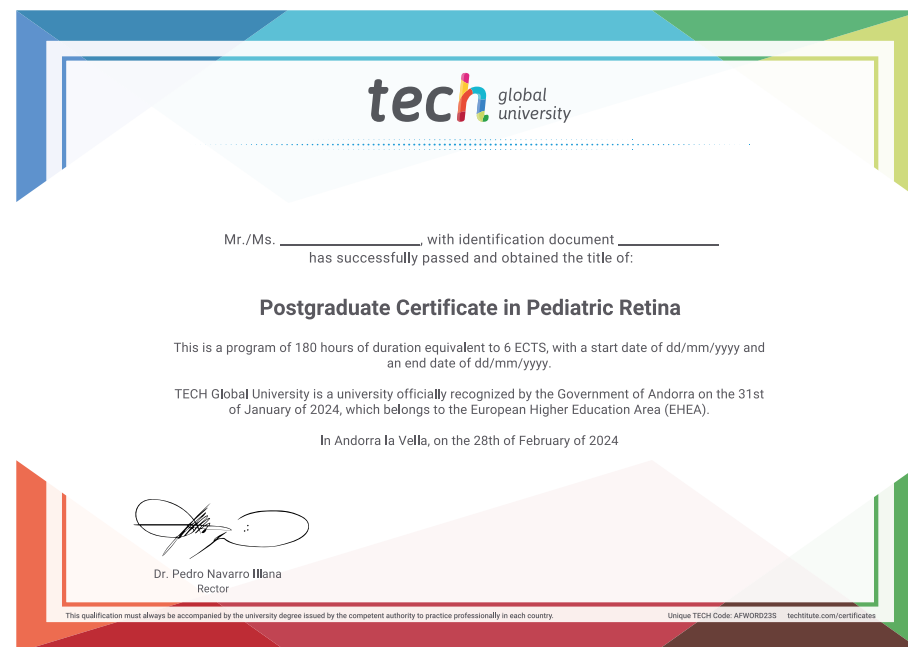 tech global university
Mr./Ms. ____________, with identification document ____________
has successfully passed and obtained the title of:
Postgraduate Certificate in Pediatric Retina
This is a program of 180 hours of duration equivalent to 6 ECTS, with a start date of dd/mm/yyyy and
an end date of dd/mm/yyyy.
TECH Global University is a university officially recognized by the Government of Andorra on the 31st
of January of 2024, which belongs to the European Higher Education Area (EHEA).
In Andorra la Vella, on the 28th of February of 2024
Dr. Pedro Navarro Illana
Rector
This qualification must always be accompanied by the university degree issued by the competent authority to practice professionally in each country. Unique TECH Code: AFWORD23S techtitute.com/certificates